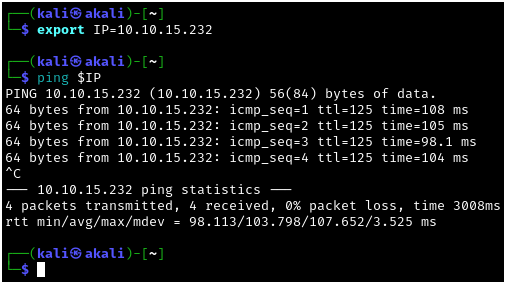 ┌──(kali㉿akali)-[~]
└─$ export IP=10.10.15.232
┌──(kali㉿akali)-[~]
└─$ ping $IP
PING 10.10.15.232 (10.10.15.232) 56(84) bytes of data.
64 bytes from 10.10.15.232: icmp_seq=1 ttl=125 time=108 ms
64 bytes from 10.10.15.232: icmp_seq=2 ttl=125 time=105 ms
64 bytes from 10.10.15.232: icmp_seq=3 ttl=125 time=98.1 ms
64 bytes from 10.10.15.232: icmp_seq=4 ttl=125 time=104 ms
^C
--- 10.10.15.232 ping statistics ---
4 packets transmitted, 4 received, 0% packet loss, time 3008ms
rtt min/avg/max/mdev = 98.113/103.798/107.652/3.525 ms
┌──(kali㉿akali)-[~]
└─$